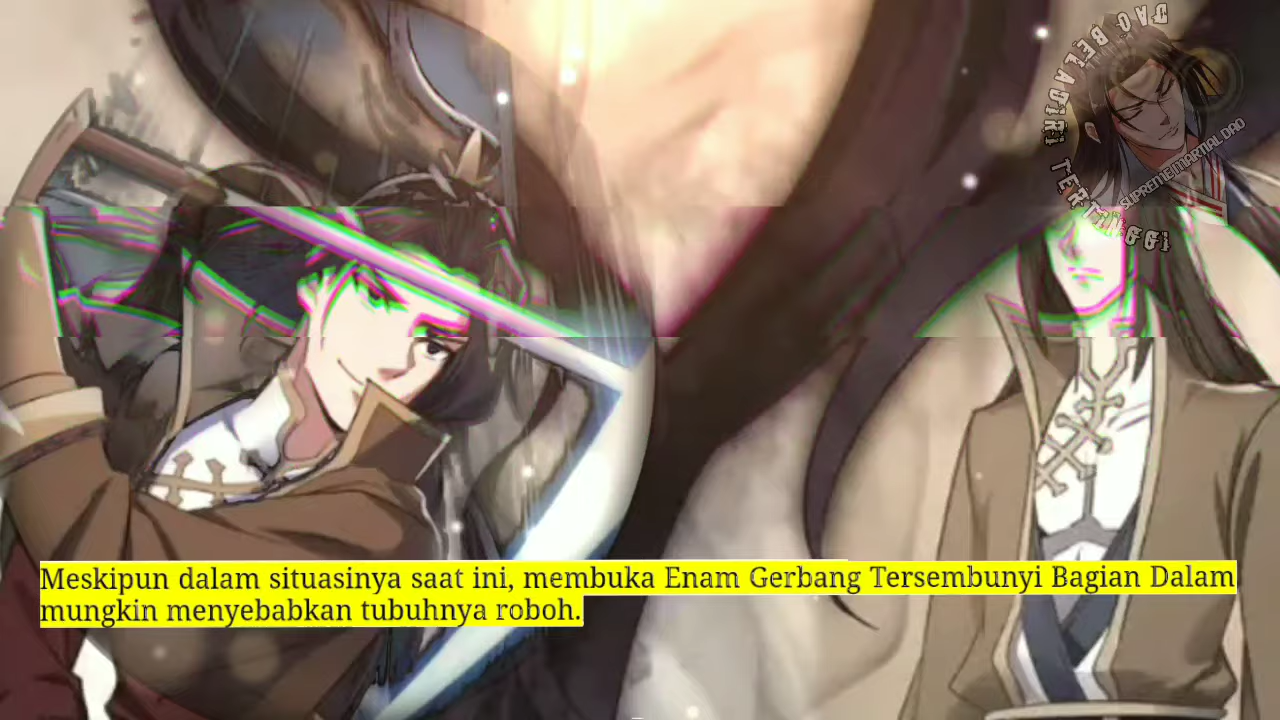 DAO BELADIRI TERTINGGI
SUPREME MARTIAL DAO
Meskipun dalam situasinya saat ini, membuka Enam Gerbang Tersembunyi Bagian Dalam
mungkin menyebabkan tubuhnya roboh.